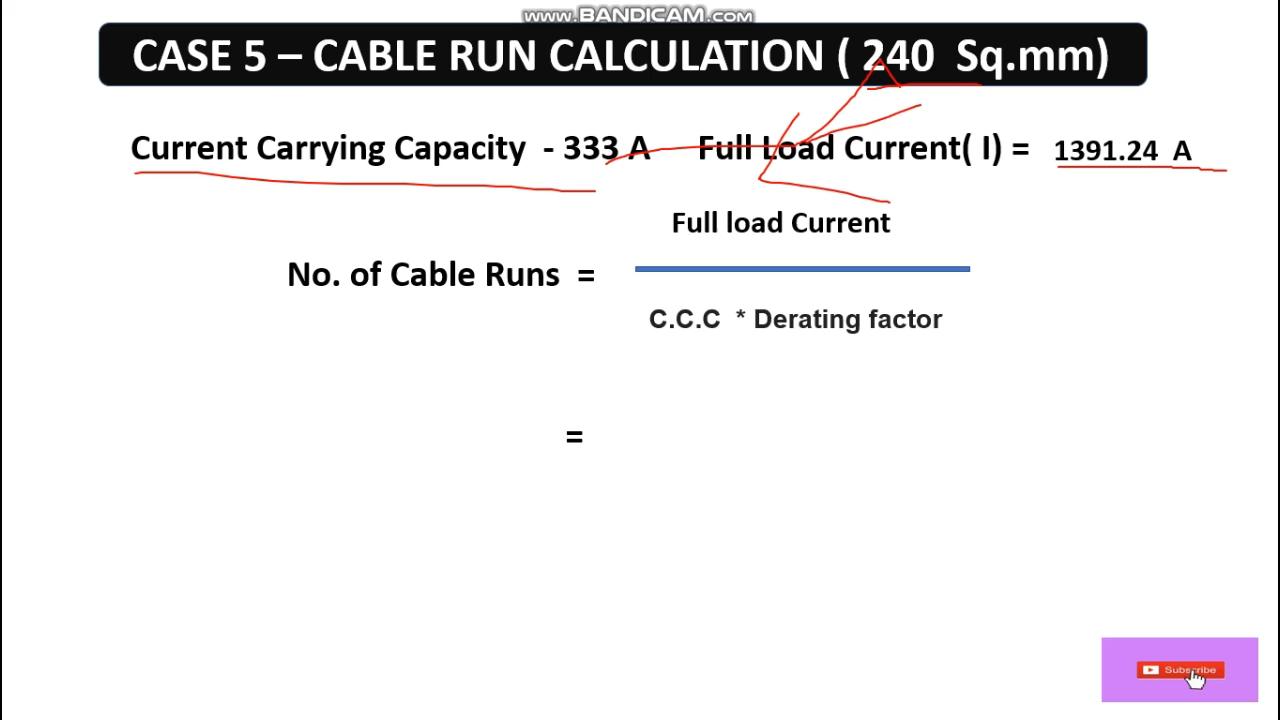 www.BANDICAM.com
CASE 5 – CABLE RUN CALCULATION ( 240 Sq.mm)
Current Carrying Capacity - 333 A Full Load Current( I) = 1391.24 A
Full load Current
No. of Cable Runs =
C.C.C * Derating factor
=
Subscribe